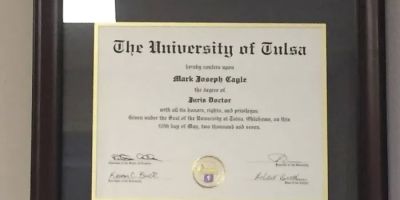 The University of Tulsa
hereby confers upon
Mark Joseph Cagle
the degree of
Juris Doctor
with all its honors, rights, and privileges.
Given under the Seal of the University at Tulsa, Oklahoma, on this
day of May, two thousand and seven.